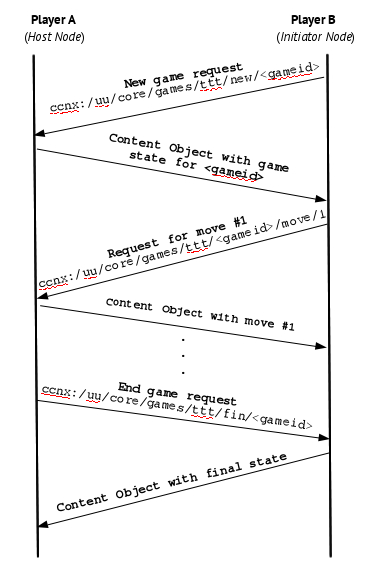 Player A
(Host Node)
Player B
(Initiator Node)
New game request
ccnx:/uu/core/games/ttt/new/<gameid>
Content Object with game
state for <gameid>
Request for move #1
ccnx:/uu/core/games/ttt/<gameid>/move/1
Content Object with move #1
.
.
.
End game request
ccnx:/uu/core/games/ttt/fin/<gameid>
Content Object with final state